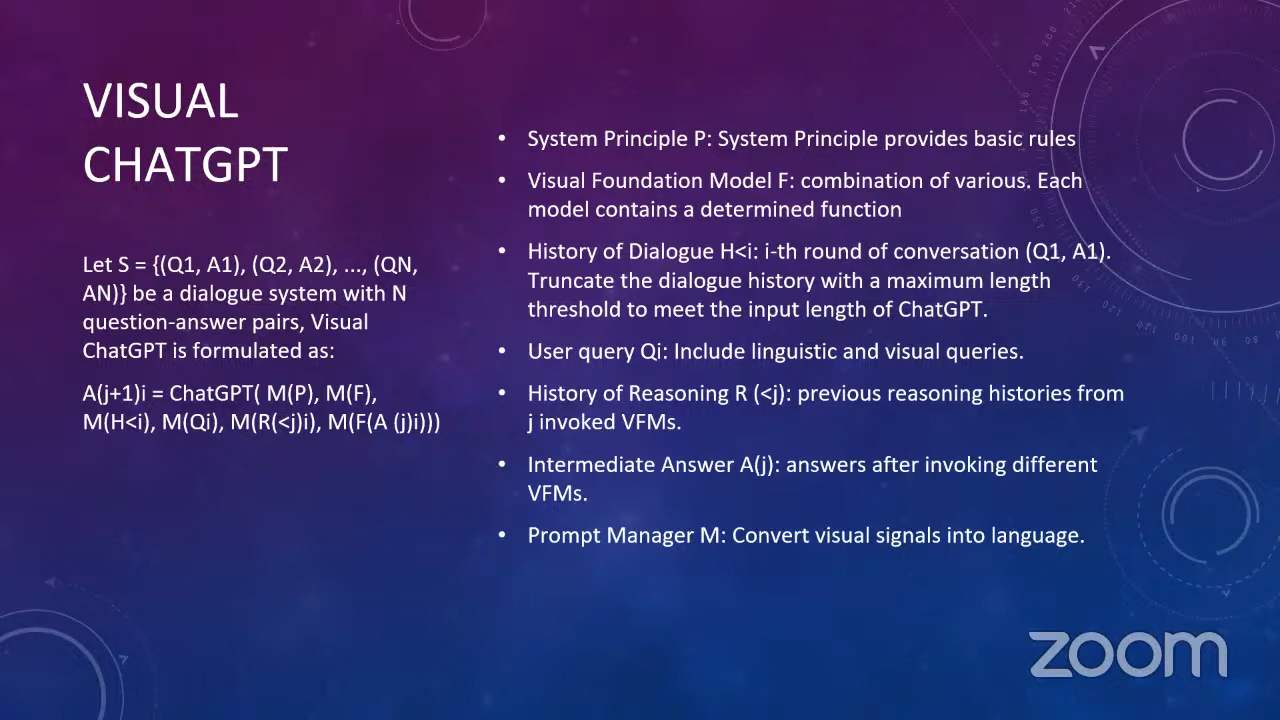 VISUAL
CHATGPT
Let S = {(Q1, A1), (Q2, A2), ..., (QN,
AN)} be a dialogue system with N
question-answer pairs, Visual
ChatGPT is formulated as:
A(j+1)i = ChatGPT( M(P), M(F),
M(H<i), M(Qi), M(R(<j)i), M(F(A (j)i)))
• System Principle P: System Principle provides basic rules
• Visual Foundation Model F: combination of various. Each
model contains a determined function
• History of Dialogue H<i: i-th round of conversation (Q1, A1).
Truncate the dialogue history with a maximum length
threshold to meet the input length of ChatGPT.
• User query Qi: Include linguistic and visual queries.
• History of Reasoning R (<j): previous reasoning histories from
j invoked VFMs.
• Intermediate Answer A(j): answers after invoking different
VFMs.
• Prompt Manager M: Convert visual signals into language.
zoom